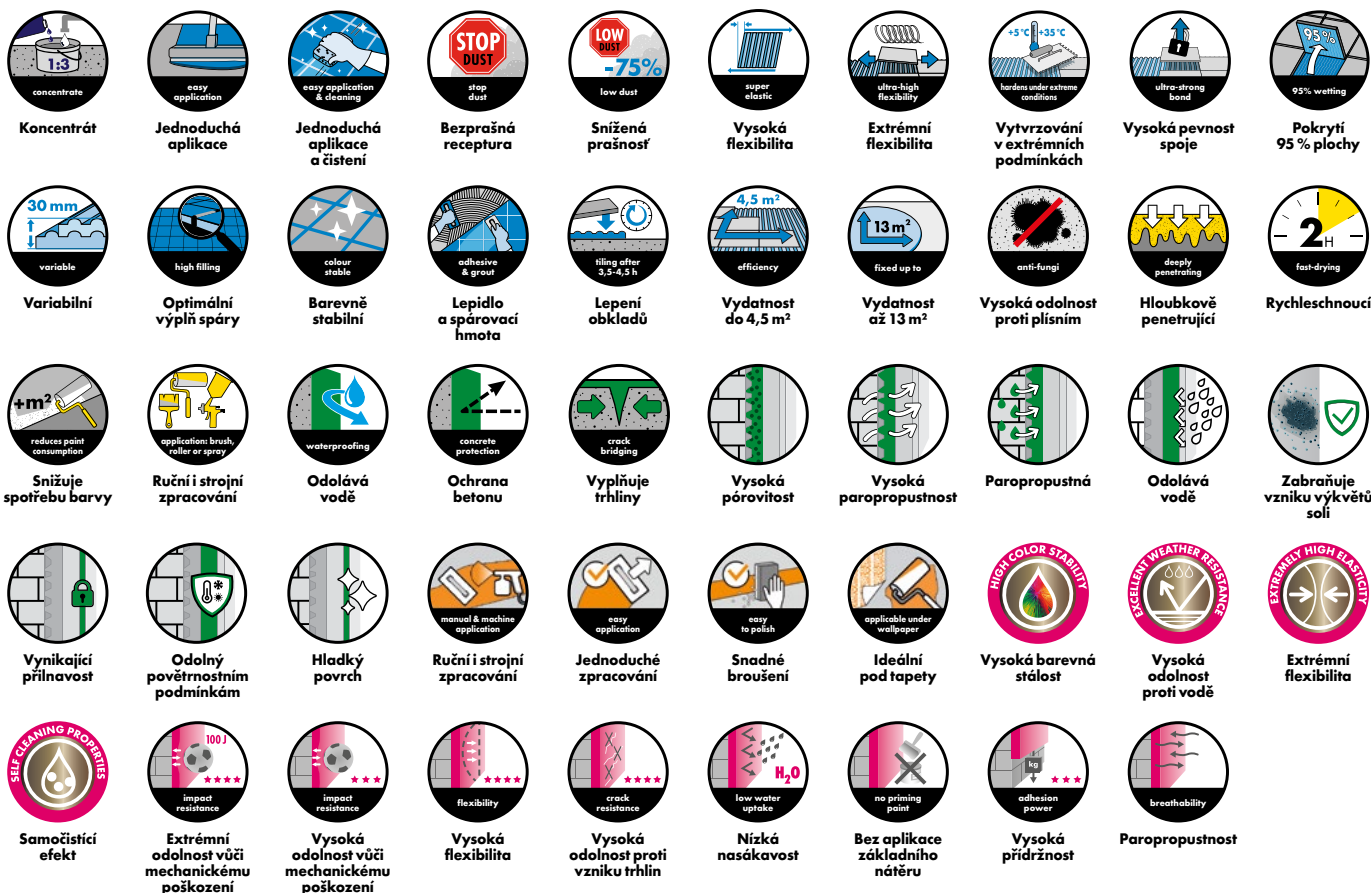 1:3
concentrate
Koncentrát
easy
application
Jednoduchá
aplikace
easy application
& cleaning
Jednoduchá
aplikace
a čistení
STOP
DUST
stop
dust
Bezprašná
receptura
LOW
DUST
-75%
low dust
Snížená
prašnosť
super
elastic
Vysoká
flexibilita
ultra-high
flexibility
Extrémní
flexibilita
+5 °C +35 °C
hardens under extreme
conditions
Vytvrzování
v extrémních
podmínkách
ultra-strong
bond
Vysoká pevnost
spoje
95%
95% wetting
Pokrytí
95 % plochy
30 mm
variable
Variabilní
high filling
Optimální
výplň spáry
colour
stable
Barevně
stabilní
adhesive
& grout
Lepidlo
a spárovací
hmota
tiling after
3,5-4,5 h
Lepení
obkladů
4,5 m²
efficiency
Vydatnost
do 4,5 m²
13 m²
fixed up to
Vydatnost
až 13 m²
anti-fungi
Vysoká odolnost
proti plísním
deeply
penetrating
Hloubkově
penetrující
2H
fast-drying
Rychleschnoucí
+m²
reduces paint
consumption
Snižuje
spotřebu barvy
application: brush,
roller or spray
Ruční i strojní
zpracování
waterproofing
Odolává
vodě
concrete
protection
Ochrana
betonu
crack
bridging
Vyplňuje
trhliny
Vysoká
pórovitost
Vysoká
paropropustnost
Paropropustná
Odolává
vodě
Zabraňuje
vzniku výkvětů
soli
Vynikající
přilnavost
Odolný
povětrnostním
podmínkám
Hladký
povrch
manual & machine
application
Ruční i strojní
zpracování
easy
application
Jednoduché
zpracování
easy
to polish
Snadné
broušení
applicable under
wallpaper
Ideální
pod tapety
HIGH COLOR STABILITY
Vysoká barevná
stálost
EXCELLENT WEATHER RESISTANCE
Vysoká
odolnost
proti vodě
EXTREMELY HIGH ELASTICITY
Extrémní
flexibilita
SELF CLEANING PROPERTIES
Samočistící
efekt
100 J
impact
resistance
Extrémní
odolnost vůči
mechanickému
poškození
impact
resistance
Vysoká
odolnost vůči
mechanickému
poškození
flexibility
Vysoká
flexibilita
crack
resistance
Vysoká
odolnost proti
vzniku trhlin
H₂O
low water
uptake
Nízká
nasákavost
no priming
paint
Bez aplikace
základního
nátěru
kg
adhesion
power
Vysoká
přídržnost
breathability
Paropropustnost